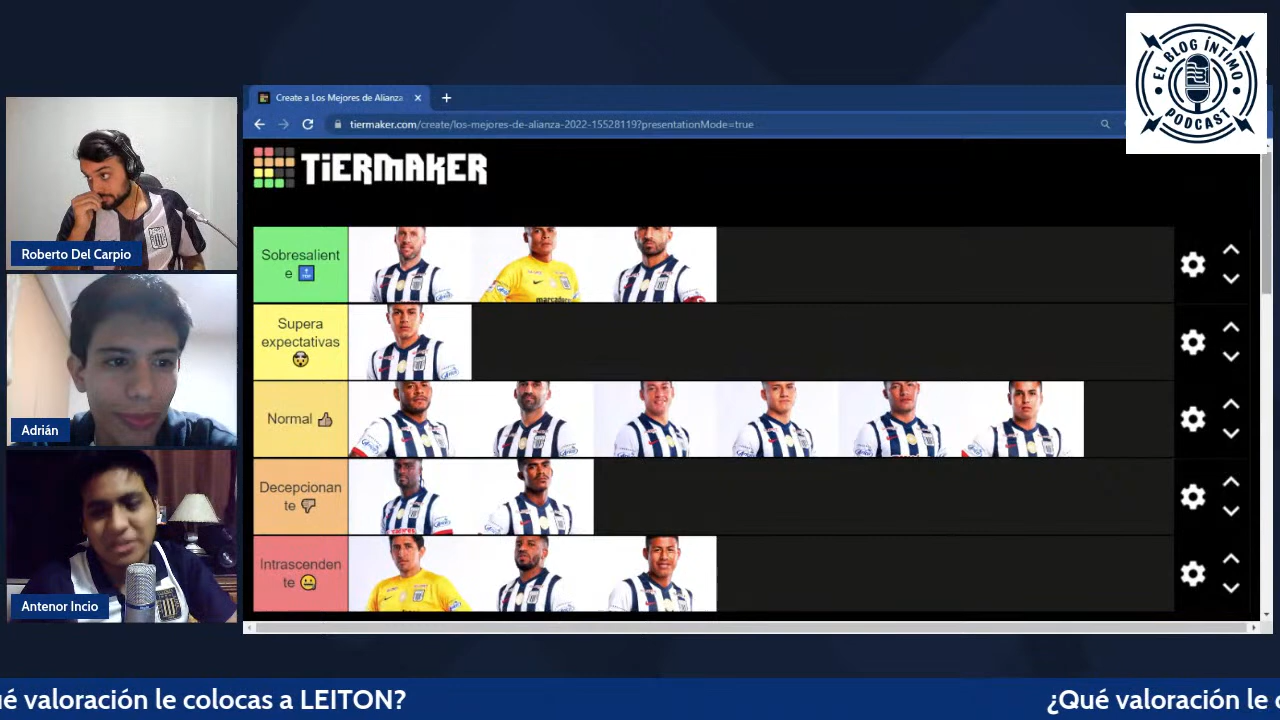 EL BLOG ÍNTIMO
PODCAST
Create a Los Mejores de Alianza
tiermaker.com/create/los-mejores-de-alianza-2022-15528119?presentationMode=true
TiERMAKER
Roberto Del Carpio
Adrián
Antenor Incio
Sobresalient
e
Supera
expectativas
Normal
Decepcionan
te
Intrascenden
te
ué valoración le colocas a LEITON?
¿Qué valoración le c